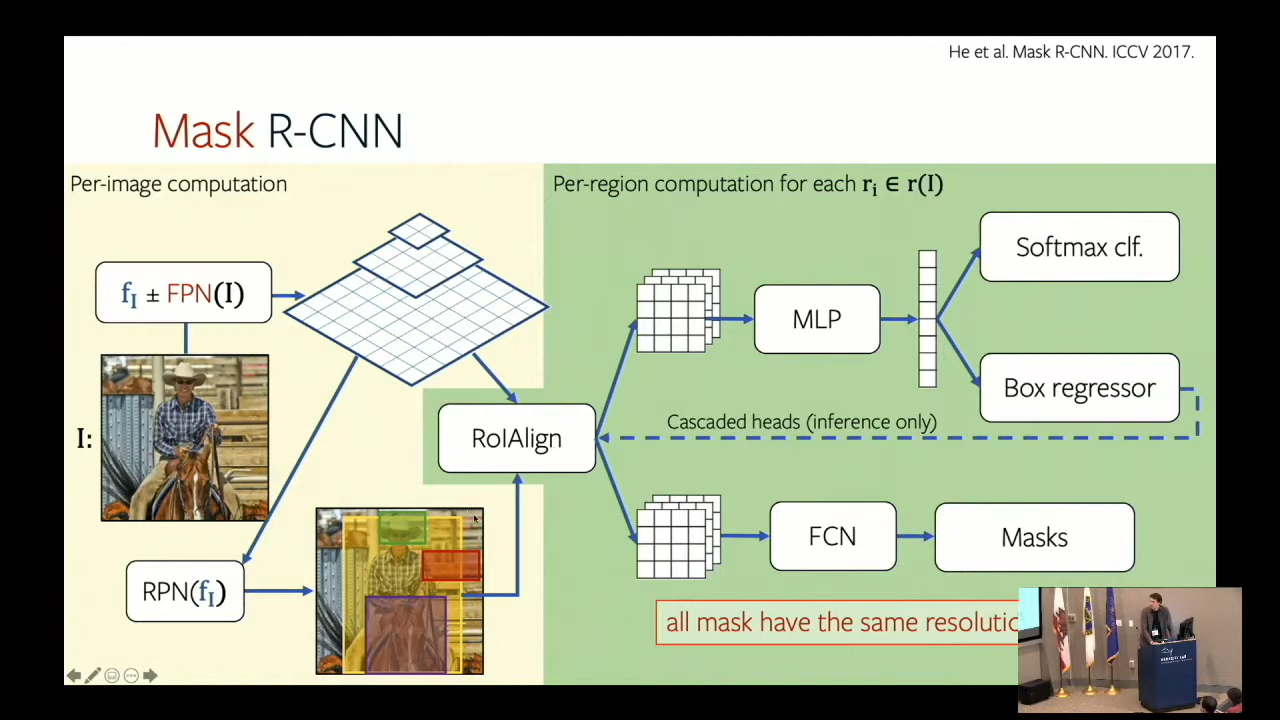 He et al. Mask R-CNN. ICCV 2017.
Mask R-CNN
Per-image computation
Per-region computation for each r_i ∈ r(I)
f_I ± FPN(I)
Softmax clf.
MLP
Box regressor
I:
RoIAlign
Cascaded heads (inference only)
FCN
Masks
RPN(f_I)
all mask have the same